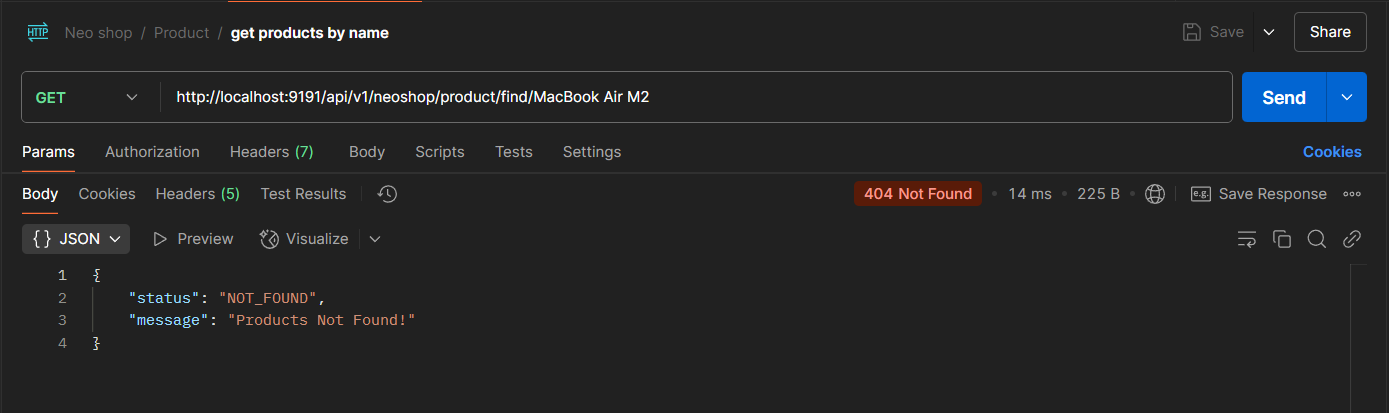 HTTP Neo shop / Product / get products by name Save Share
GET http://localhost:9191/api/v1/neoshop/product/find/MacBook Air M2 Send
Params Authorization Headers (7) Body Scripts Tests Settings Cookies
Body Cookies Headers (5) Test Results 404 Not Found • 14 ms • 225 B e.g. Save Response
{} JSON Preview Visualize
1 {
2 "status": "NOT_FOUND",
3 "message": "Products Not Found!"
4 }